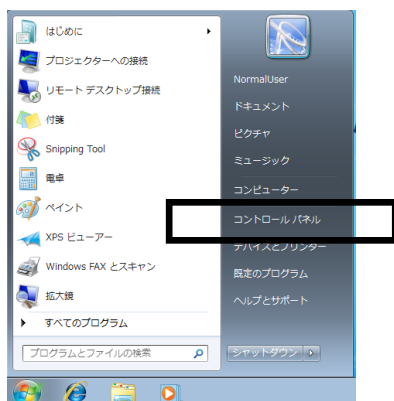 はじめに
プロジェクターへの接続
リモート デスクトップ接続
付箋
Snipping Tool
電卓
ペイント
XPS ビューアー
Windows FAX とスキャン
拡大鏡
すべてのプログラム
プログラムとファイルの検索
NormalUser
ドキュメント
ピクチャ
ミュージック
コンピューター
コントロール パネル
デバイスとプリンター
既定のプログラム
ヘルプとサポート
シャットダウン